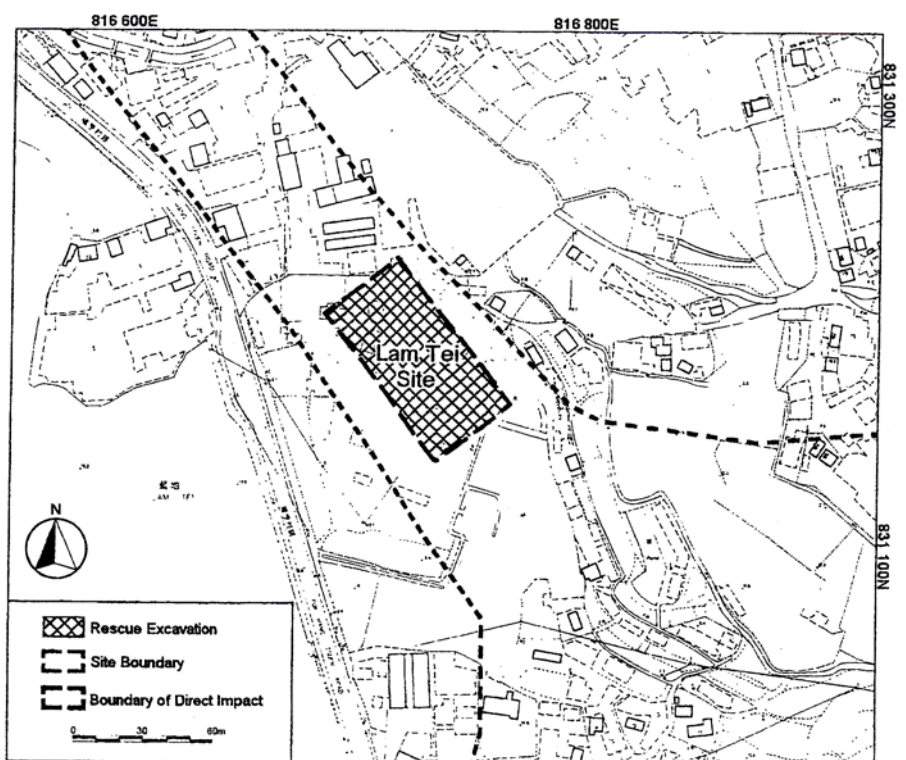 816 600E
816 800E
831 300N
Lam Tei
Site
831 100N
N
Rescue Excavation
Site Boundary
Boundary of Direct Impact
0 30 60m